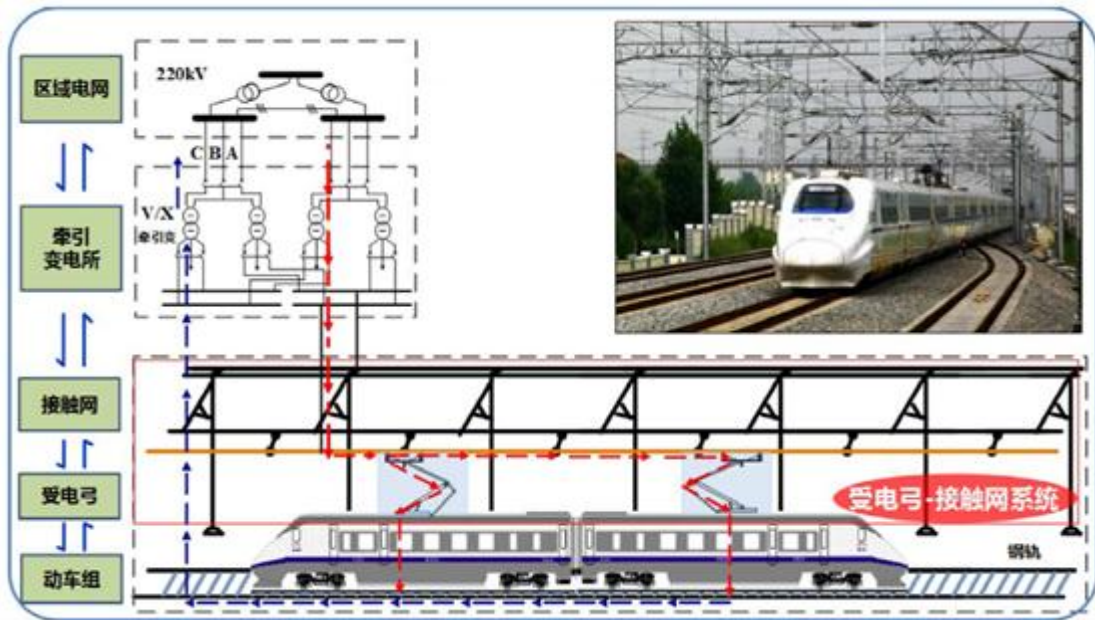 区域电网
牵引
变电所
接触网
受电弓
动车组
220kV
C B A
V/X
牵引变
受电弓-接触网系统
钢轨